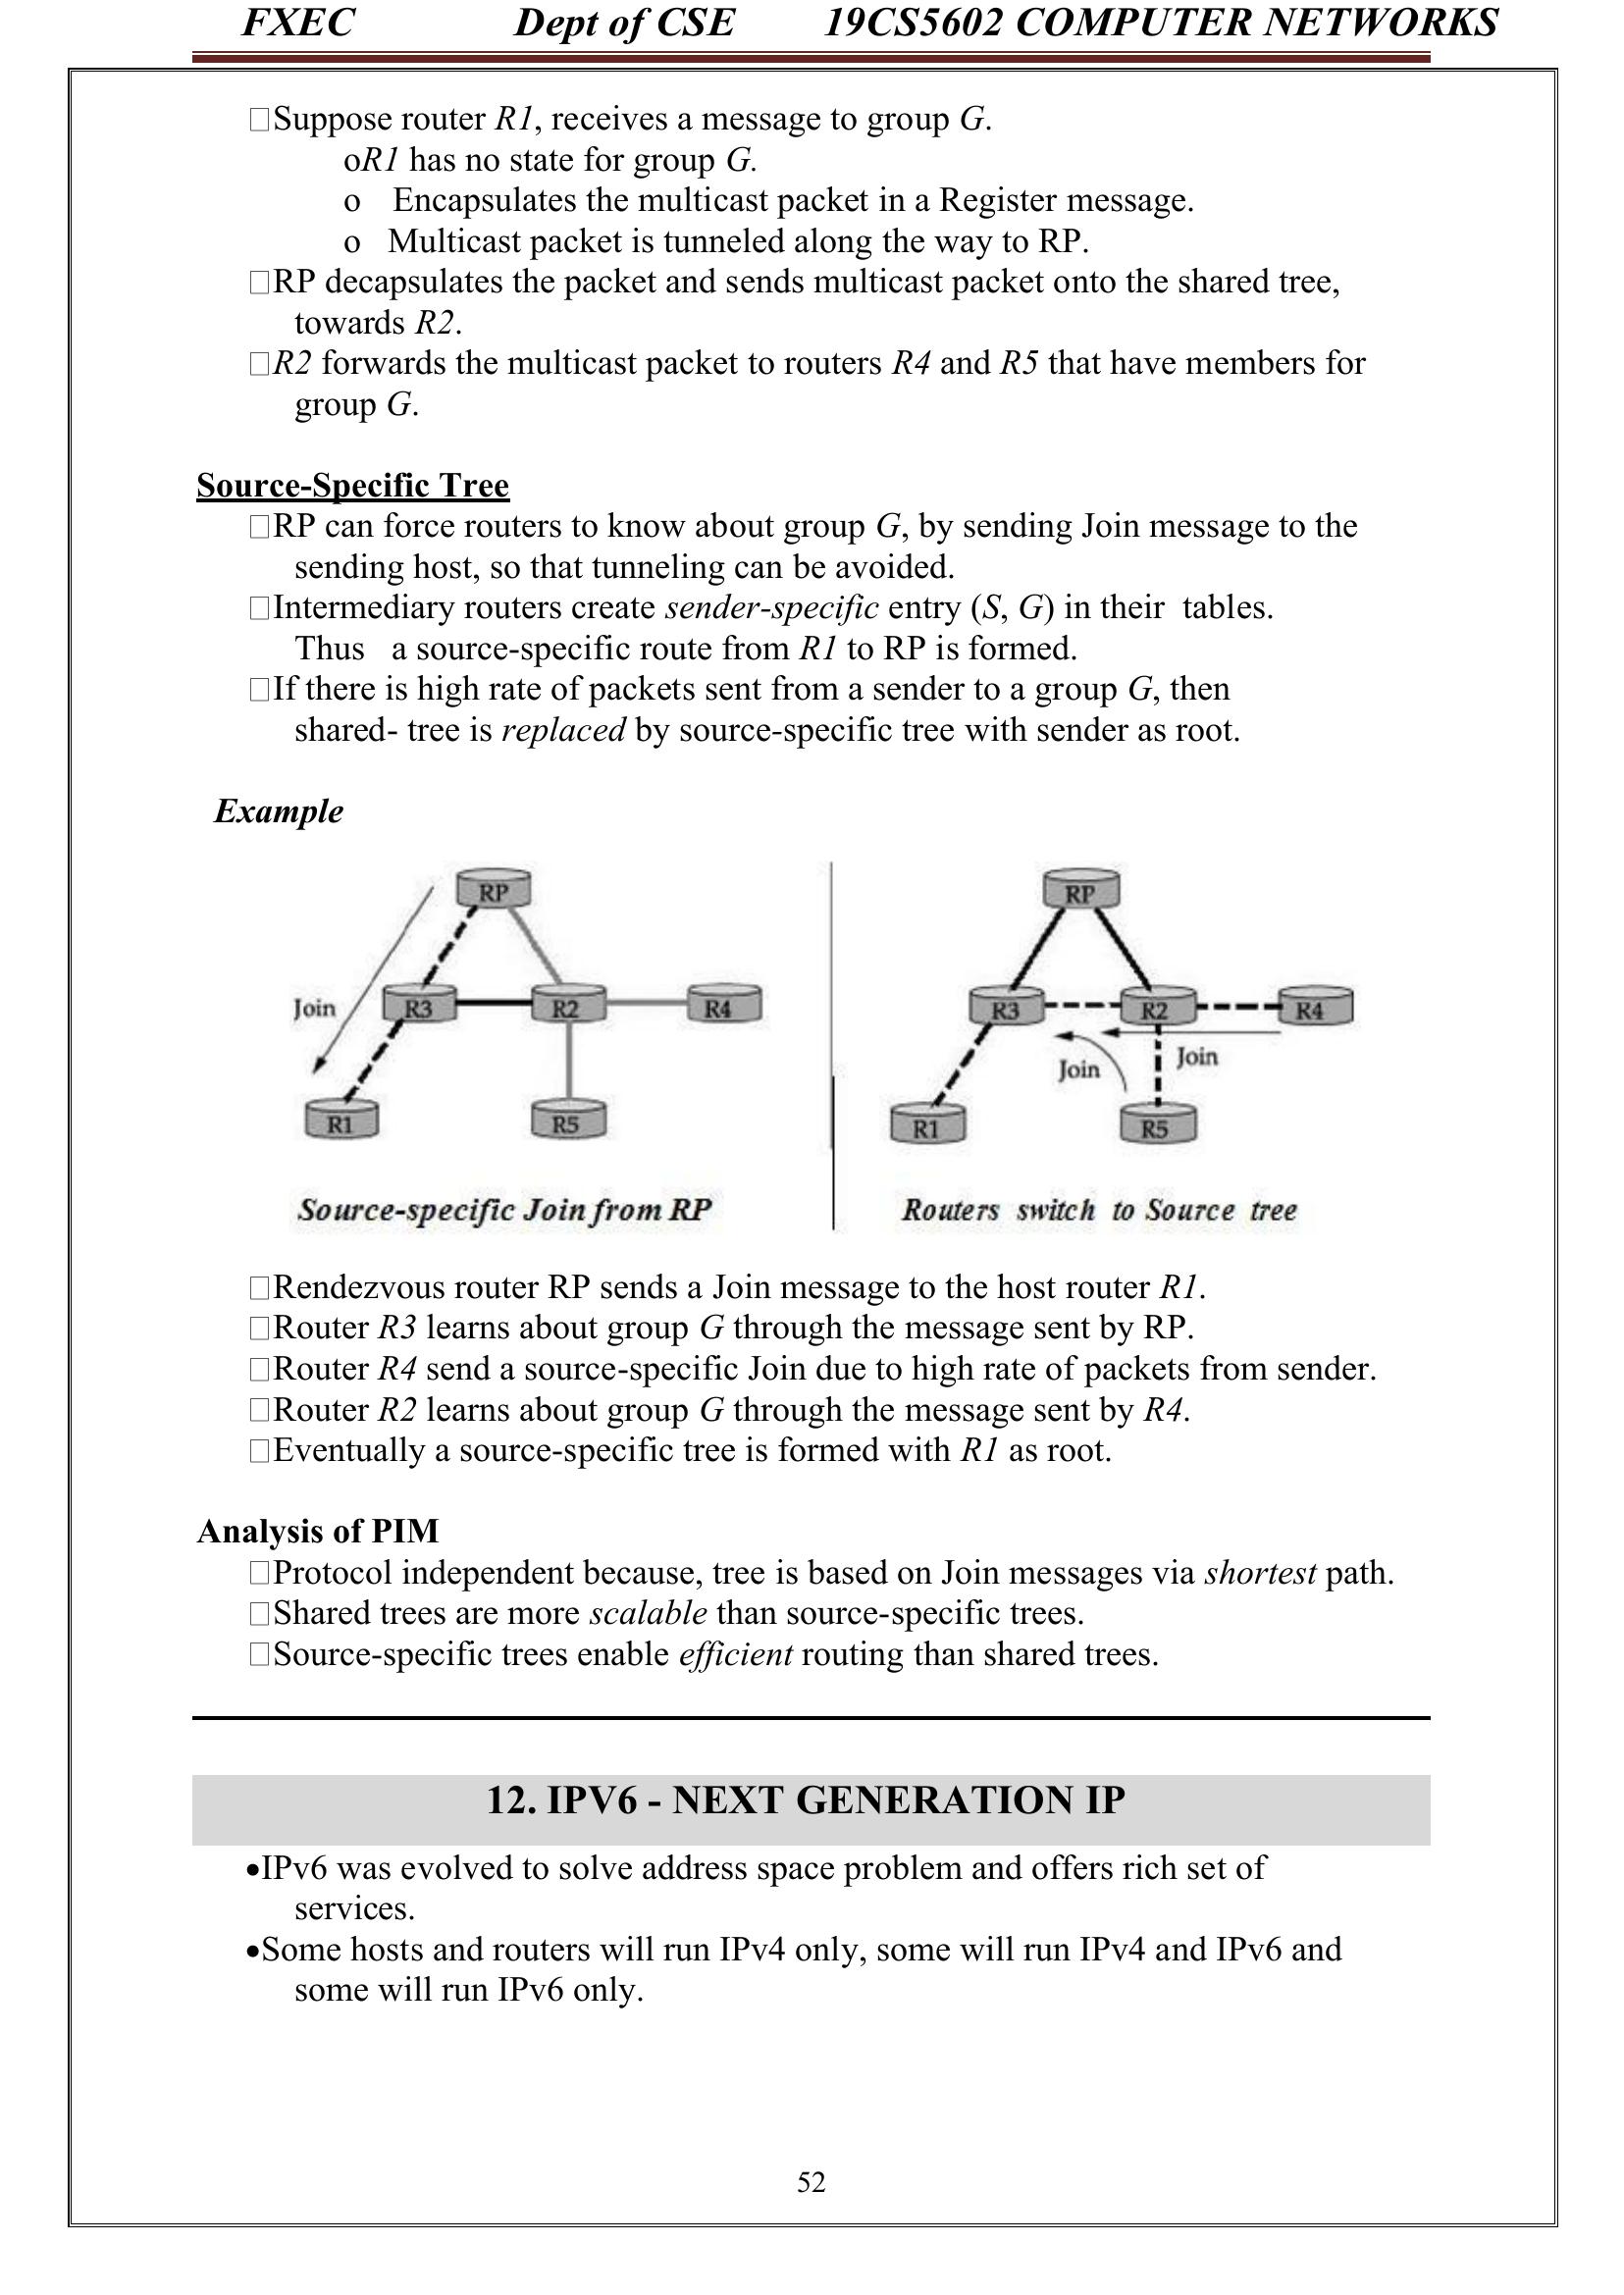 FXEC Dept of CSE 19CS5602 COMPUTER NETWORKS
□Suppose router R1, receives a message to group G.
oR1 has no state for group G.
o Encapsulates the multicast packet in a Register message.
o Multicast packet is tunneled along the way to RP.
□RP decapsulates the packet and sends multicast packet onto the shared tree,
towards R2.
□R2 forwards the multicast packet to routers R4 and R5 that have members for
group G.
Source-Specific Tree
□RP can force routers to know about group G, by sending Join message to the
sending host, so that tunneling can be avoided.
□Intermediary routers create sender-specific entry (S, G) in their tables.
Thus a source-specific route from R1 to RP is formed.
□If there is high rate of packets sent from a sender to a group G, then
shared- tree is replaced by source-specific tree with sender as root.
Example
RP
Join
R3
R2
R4
R1
R5
Source-specific Join from RP
RP
R3
R2
R4
Join
Join
R1
R5
Routers switch to Source tree
□Rendezvous router RP sends a Join message to the host router R1.
□Router R3 learns about group G through the message sent by RP.
□Router R4 send a source-specific Join due to high rate of packets from sender.
□Router R2 learns about group G through the message sent by R4.
□Eventually a source-specific tree is formed with R1 as root.
Analysis of PIM
□Protocol independent because, tree is based on Join messages via shortest path.
□Shared trees are more scalable than source-specific trees.
□Source-specific trees enable efficient routing than shared trees.
12. IPV6 - NEXT GENERATION IP
•IPv6 was evolved to solve address space problem and offers rich set of
services.
•Some hosts and routers will run IPv4 only, some will run IPv4 and IPv6 and
some will run IPv6 only.
52